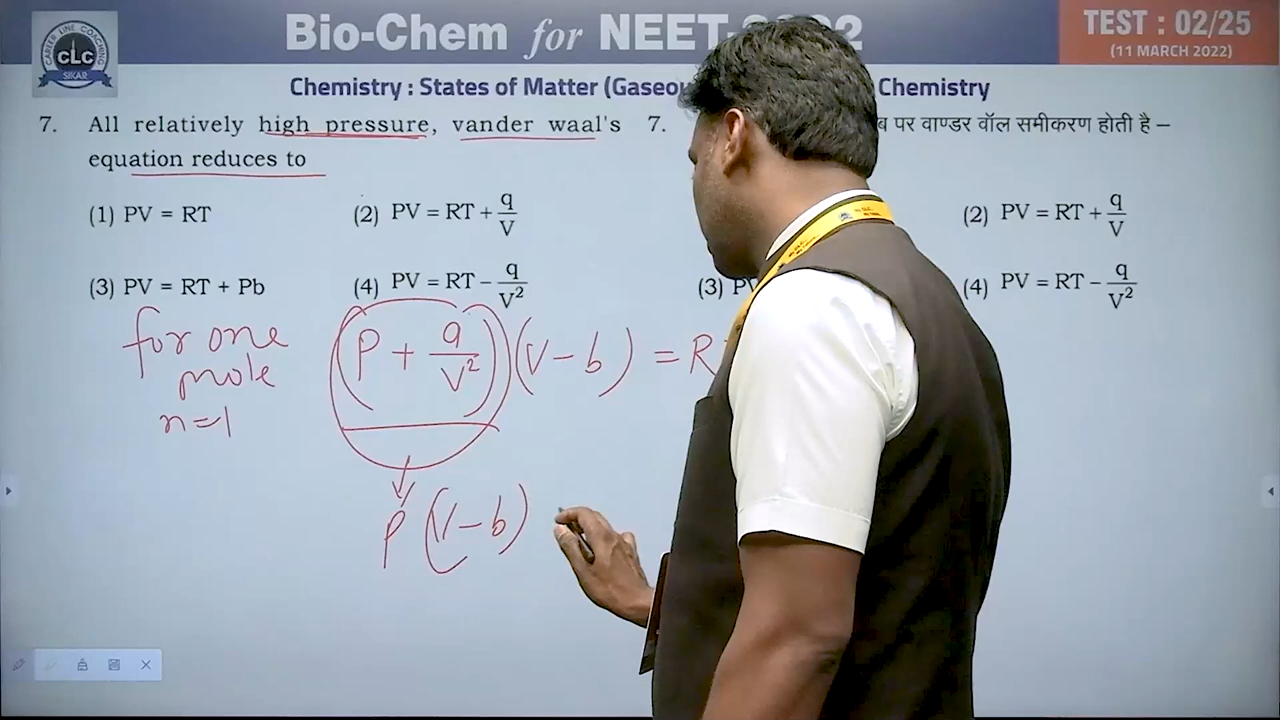 Bio-Chem for NEET-2022
TEST : 02/25
(11 MARCH 2022)
CAREER LINE COACHING
CLC
SIKAR
Chemistry : States of Matter (Gaseou Chemistry
7. All relatively high pressure, vander waal's
equation reduces to
(1) PV = RT
(2) PV = RT + q/V
(3) PV = RT + Pb
(4) PV = RT − q/V²
7. ब पर वाण्डर वॉल समीकरण होती है –
(2) PV = RT + q/V
(3) PV
(4) PV = RT − q/V²
for one
mole
n=1
(P + a/V²)(V − b) = R
P (V − b)